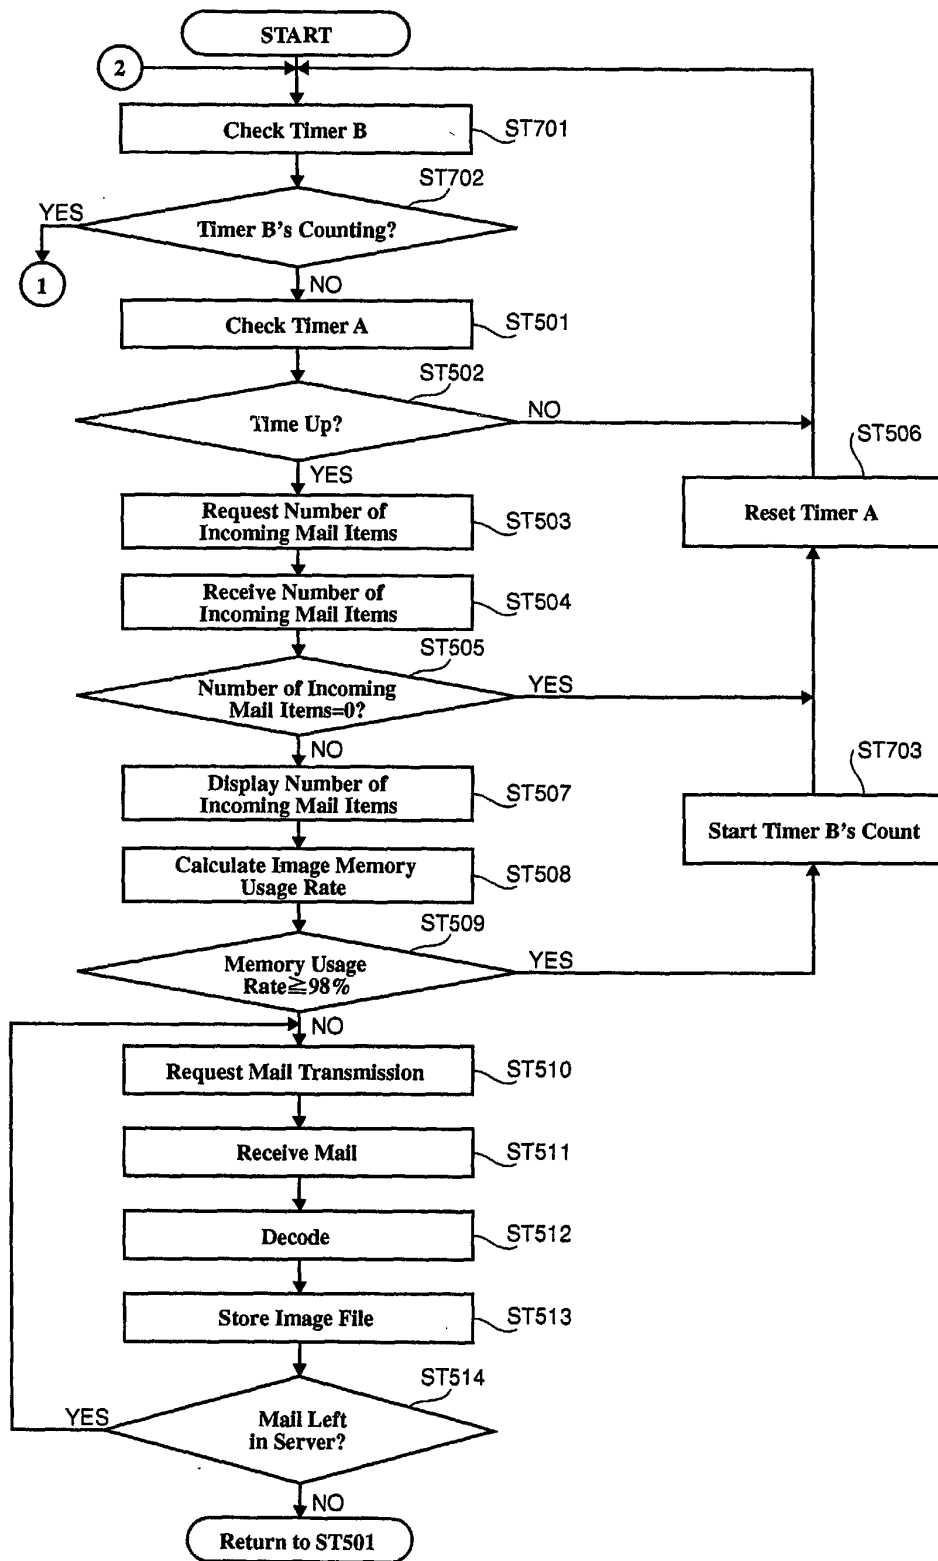 START
2
Check Timer B
ST701
ST702
YES
Timer B's Counting?
1
NO
Check Timer A
ST501
ST502
Time Up?
NO
ST506
YES
Reset Timer A
Request Number of
Incoming Mail Items
ST503
Receive Number of
Incoming Mail Items
ST504
ST505
Number of Incoming
Mail Items=0?
YES
NO
ST703
Display Number of
Incoming Mail Items
ST507
Start Timer B's Count
Calculate Image Memory
Usage Rate
ST508
ST509
Memory Usage
Rate≧98%
YES
NO
Request Mail Transmission
ST510
Receive Mail
ST511
Decode
ST512
Store Image File
ST513
ST514
YES
Mail Left
in Server?
NO
Return to ST501